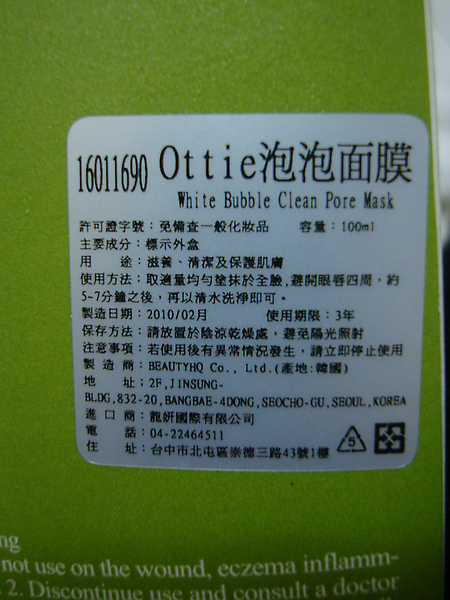 16011690 Ottie泡泡面膜
White Bubble Clean Pore Mask
許可證字號：免備查一般化妝品 容量：100ml
主要成分：標示外盒
用 途：滋養、清潔及保護肌膚
使用方法：取適量均勻塗抹於全臉,避開眼唇四周,約
5~7分鐘之後，再以清水洗淨即可。
製造日期：2010/02月 使用期限：3年
保存方法：請放置於陰涼乾燥處，避免陽光照射
注意事項：若使用後有異常情況發生，請立即停止使用
製 造 商：BEAUTYHQ Co., Ltd.(產地:韓國)
地 址：2F,JINSUNG-
BLDG,832-20,BANGBAE-4DONG,SEOCHO-GU,SEOUL,KOREA
進 口 商：龍妍國際有限公司
電 話：04-22464511
住 址：台中市北屯區崇德三路43號1樓
5
ng
not use on the wound, eczema inflamm-
. 2. Discontinue use and consult a doctor